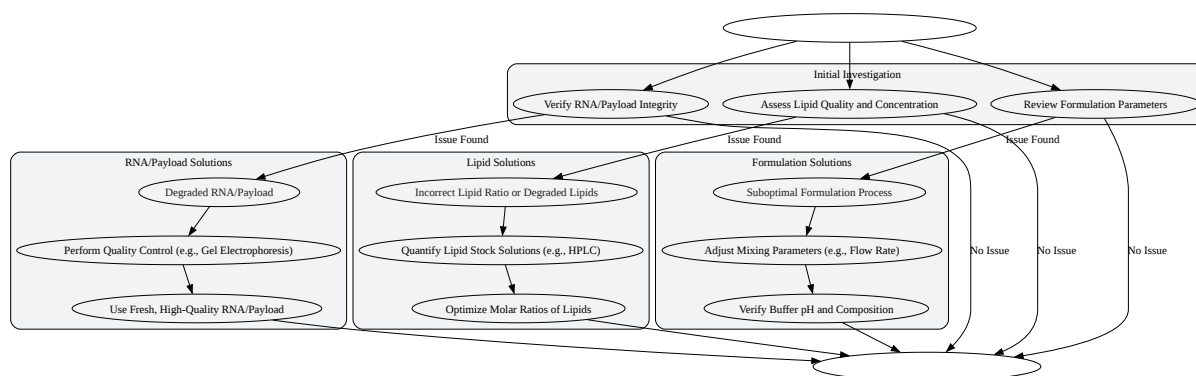 Initial Investigation
Verify RNA/Payload Integrity
Assess Lipid Quality and Concentration
Review Formulation Parameters
Issue Found
Issue Found
Issue Found
RNA/Payload Solutions
Lipid Solutions
Formulation Solutions
Degraded RNA/Payload
Incorrect Lipid Ratio or Degraded Lipids
Suboptimal Formulation Process
Perform Quality Control (e.g., Gel Electrophoresis)
Quantify Lipid Stock Solutions (e.g., HPLC)
Adjust Mixing Parameters (e.g., Flow Rate)
No Issue
No Issue
No Issue
Use Fresh, High-Quality RNA/Payload
Optimize Molar Ratios of Lipids
Verify Buffer pH and Composition